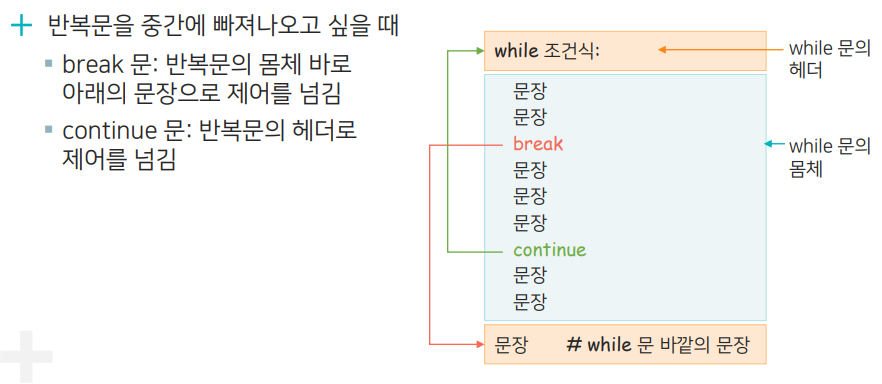 반복문을 중간에 빠져나오고 싶을 때
break 문: 반복문의 몸체 바로
아래의 문장으로 제어를 넘김
continue 문: 반복문의 헤더로
제어를 넘김
while 조건식:
while 문의
헤더
문장
문장
break
문장
문장
문장
continue
문장
문장
while 문의
몸체
문장 # while 문 바깥의 문장